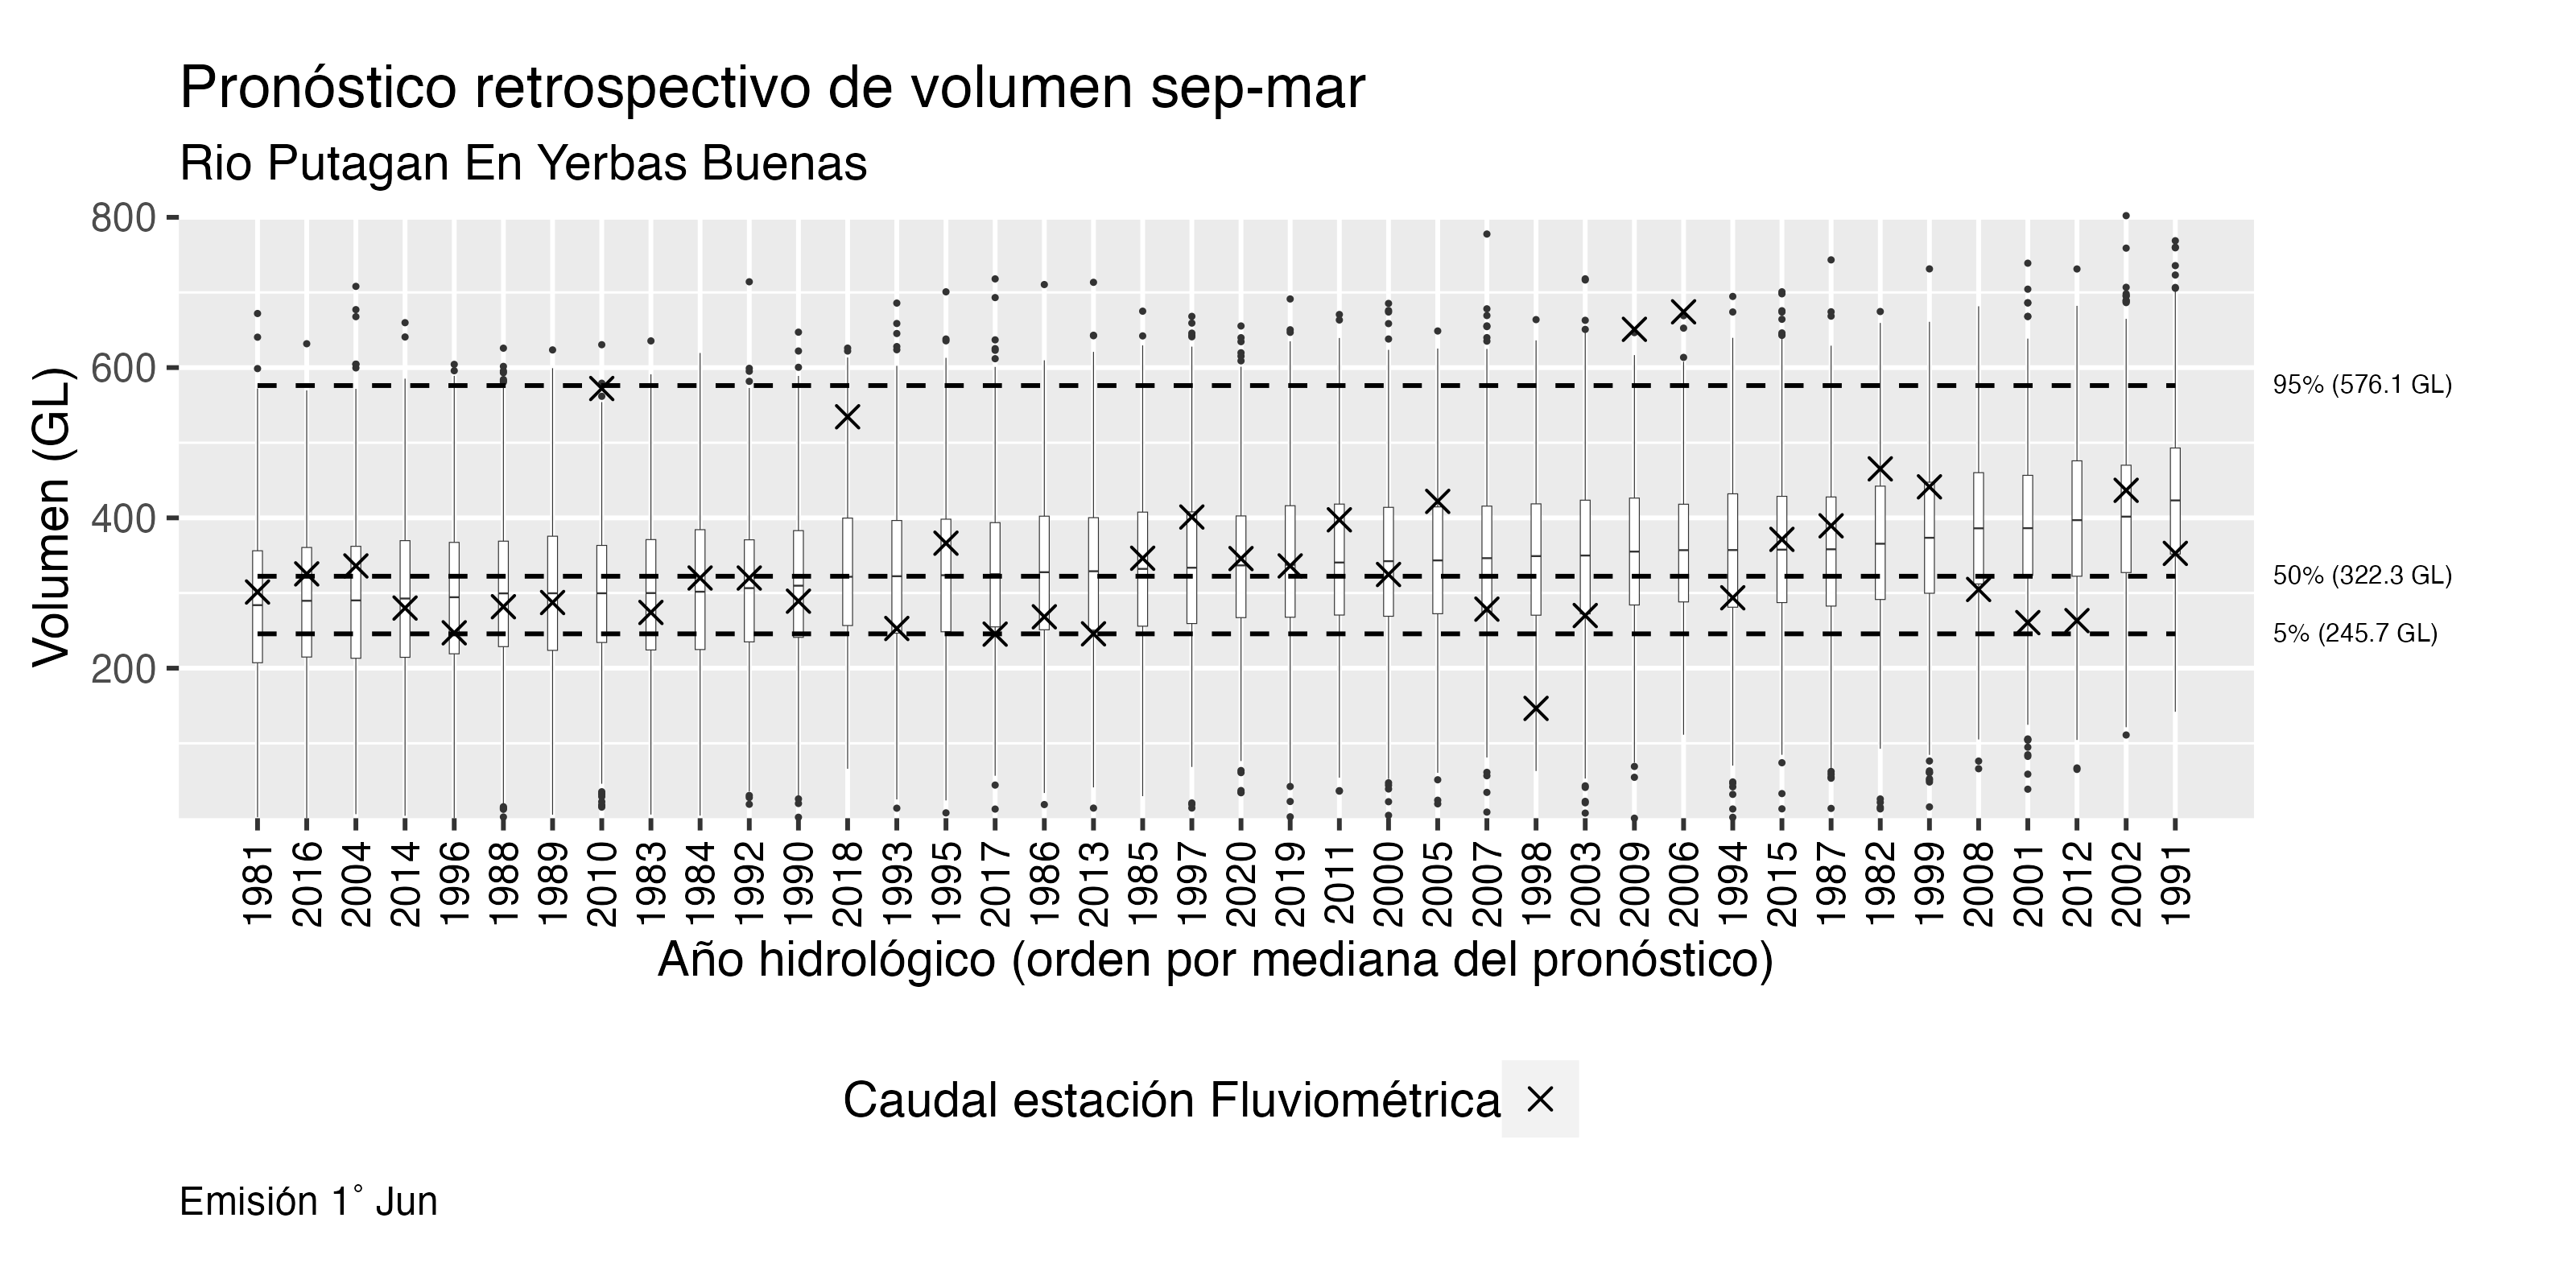 Pronóstico retrospectivo de volumen sep-mar
Rio Putagan En Yerbas Buenas
Volumen (GL)
800
600
400
200
95% (576.1 GL)
50% (322.3 GL)
5% (245.7 GL)
1981 2016 2004 2014 1996 1988 1989 2010 1983 1984 1992 1990 2018 1993 1995 2017 1986 2013 1985 1997 2020 2019 2011 2000 2005 2007 1998 2003 2009 2006 1994 2015 1987 1982 1999 2008 2001 2012 2002 1991
Año hidrológico (orden por mediana del pronóstico)
Caudal estación Fluviométrica
Emisión 1° Jun